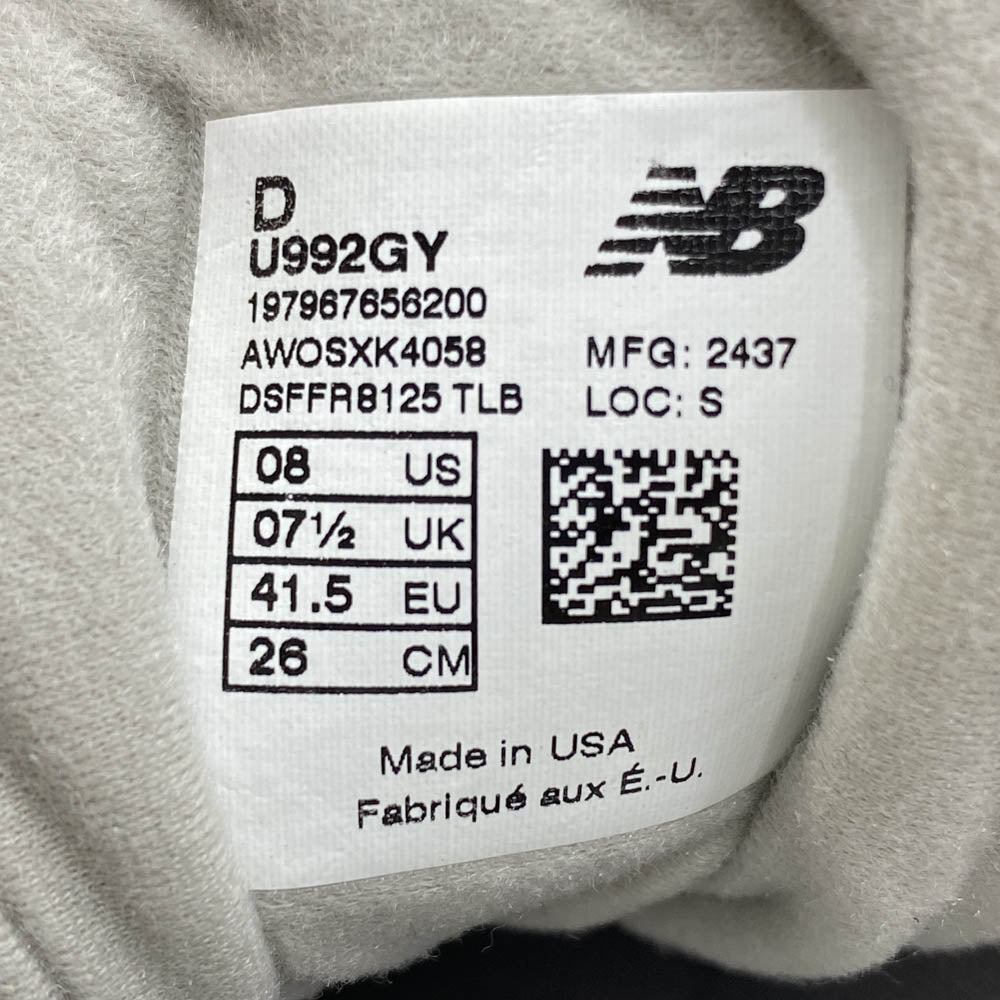 D
NB
U992GY
197967656200
AWOSXK4058
MFG: 2437
DSFFR8125 TLB
LOC: S
08 US
07½ UK
41.5 EU
26 CM
Made in USA
Fabriqué aux É.-U.